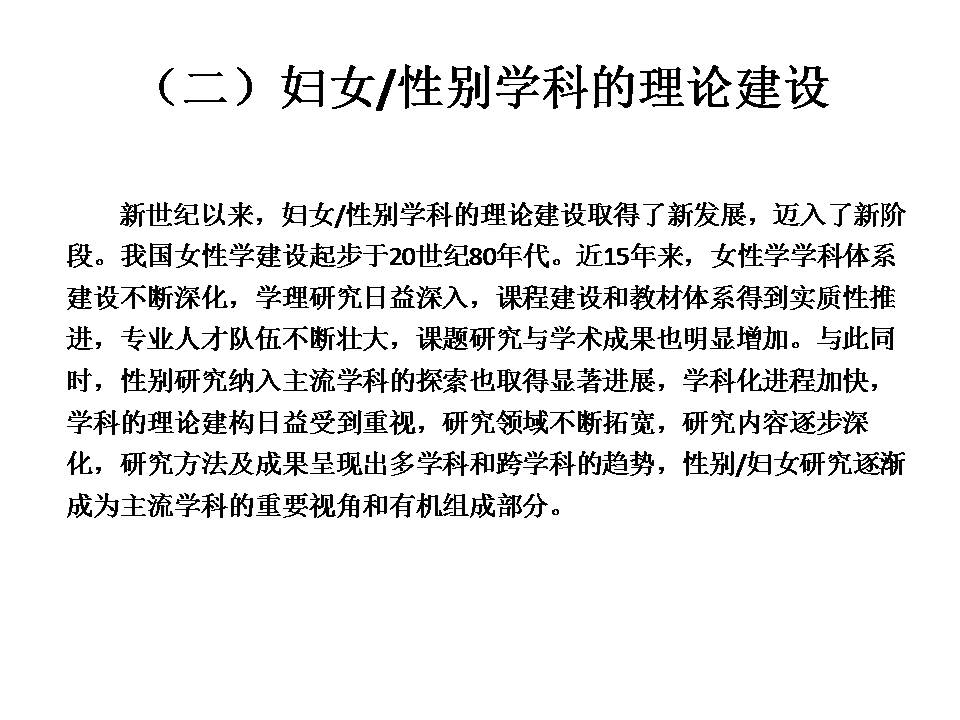 （二）妇女/性别学科的理论建设
新世纪以来，妇女/性别学科的理论建设取得了新发展，迈入了新阶
段。我国女性学建设起步于20世纪80年代。近15年来，女性学学科体系
建设不断深化，学理研究日益深入，课程建设和教材体系得到实质性推
进，专业人才队伍不断壮大，课题研究与学术成果也明显增加。与此同
时，性别研究纳入主流学科的探索也取得显著进展，学科化进程加快，
学科的理论建构日益受到重视，研究领域不断拓宽，研究内容逐步深
化，研究方法及成果呈现出多学科和跨学科的趋势，性别/妇女研究逐渐
成为主流学科的重要视角和有机组成部分。